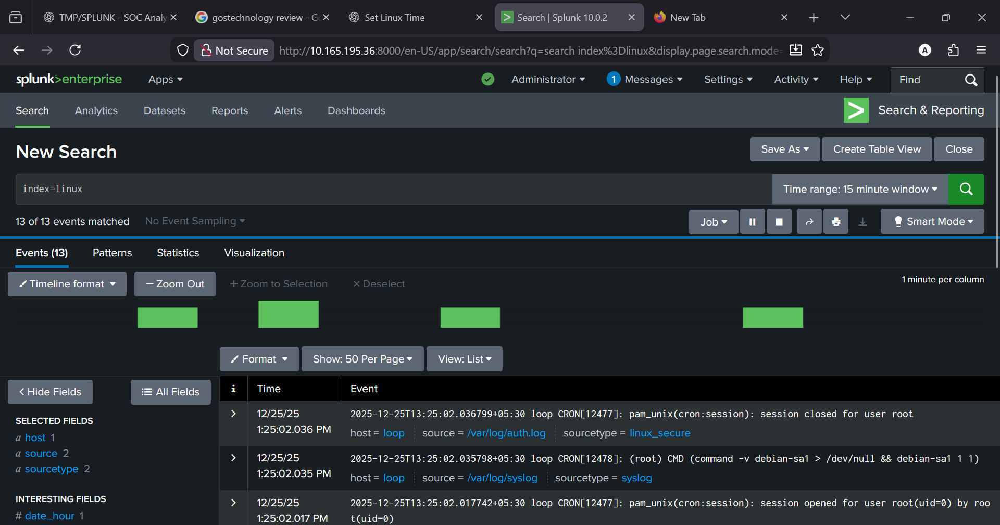 TMP/SPLUNK - SOC Analy
gostechnology review - Go
Set Linux Time
Search | Splunk 10.0.2
New Tab
Not Secure
http://10.165.195.36:8000/en-US/app/search/search?q=search index%3Dlinux&display.page.search.mode=
A
splunk>enterprise
Apps
Administrator
1 Messages
Settings
Activity
Help
Find
Search
Analytics
Datasets
Reports
Alerts
Dashboards
Search & Reporting
New Search
Save As
Create Table View
Close
index=linux
Time range: 15 minute window
13 of 13 events matched
No Event Sampling
Job
Smart Mode
Events (13)
Patterns
Statistics
Visualization
Timeline format
Zoom Out
+ Zoom to Selection
× Deselect
1 minute per column
Format
Show: 50 Per Page
View: List
Hide Fields
All Fields
SELECTED FIELDS
a host 1
a source 2
a sourcetype 2
INTERESTING FIELDS
# date_hour 1
i
Time
Event
12/25/25
1:25:02.036 PM
2025-12-25T13:25:02.036799+05:30 loop CRON[12477]: pam_unix(cron:session): session closed for user root
host = loop
source = /var/log/auth.log
sourcetype = linux_secure
12/25/25
1:25:02.035 PM
2025-12-25T13:25:02.035798+05:30 loop CRON[12478]: (root) CMD (command -v debian-sa1 > /dev/null && debian-sa1 1 1)
host = loop
source = /var/log/syslog
sourcetype = syslog
12/25/25
1:25:02.017 PM
2025-12-25T13:25:02.017742+05:30 loop CRON[12477]: pam_unix(cron:session): session opened for user root(uid=0) by roo
t(uid=0)